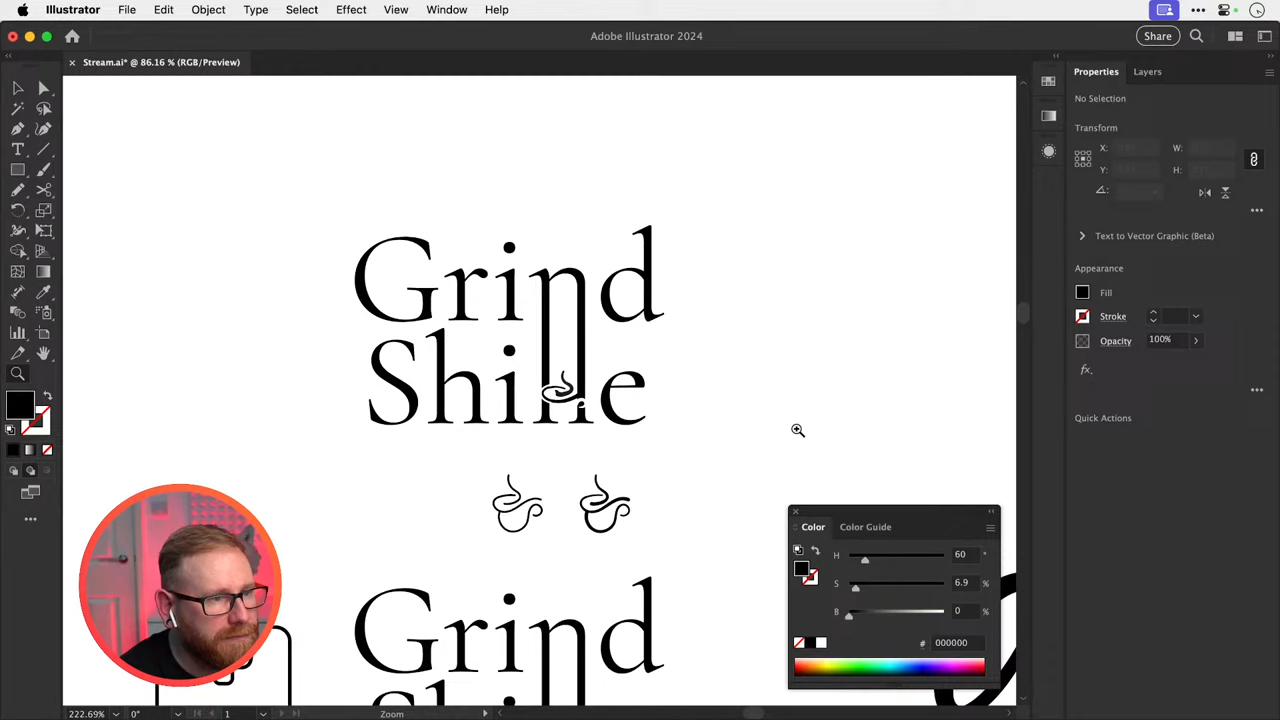 Illustrator File Edit Object Type Select Effect View Window Help
Adobe Illustrator 2024
Share
× Stream.ai* @ 86.16 % (RGB/Preview)
Properties Layers
No Selection
Transform
X: W:
Y: H:
Text to Vector Graphic (Beta)
Appearance
Fill
Stroke
Opacity 100%
fx
Quick Actions
Grind
Shine
Color Color Guide
H 60 °
S 6.9 %
B 0 %
# 000000
Grind
222.69% 0° 1 Zoom